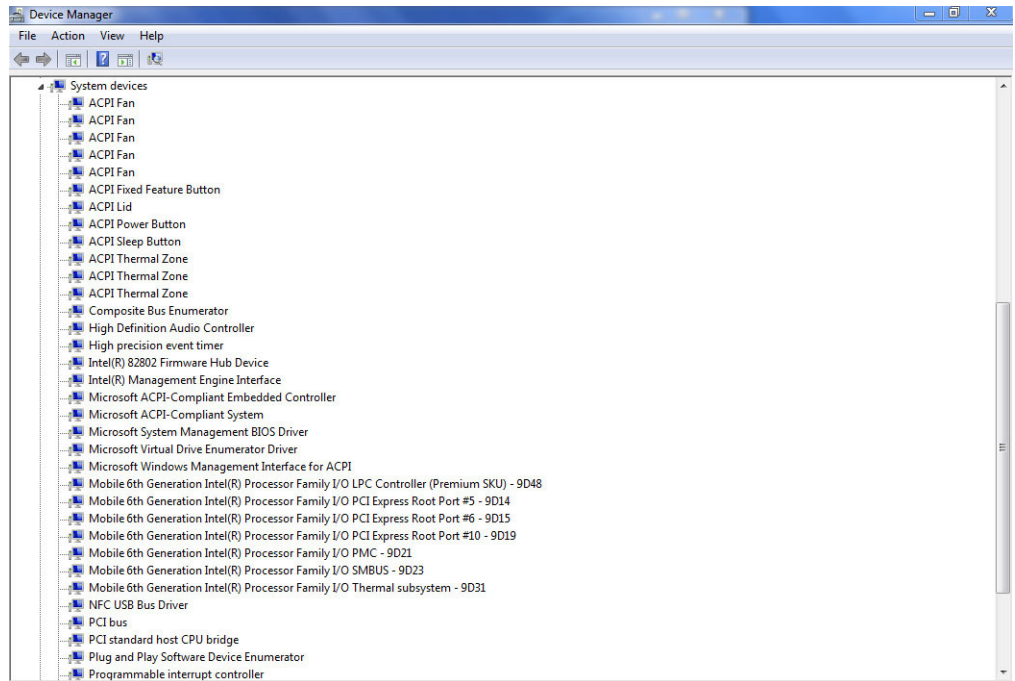 Device Manager
File Action View Help
System devices
ACPI Fan
ACPI Fan
ACPI Fan
ACPI Fan
ACPI Fan
ACPI Fixed Feature Button
ACPI Lid
ACPI Power Button
ACPI Sleep Button
ACPI Thermal Zone
ACPI Thermal Zone
ACPI Thermal Zone
Composite Bus Enumerator
High Definition Audio Controller
High precision event timer
Intel(R) 82802 Firmware Hub Device
Intel(R) Management Engine Interface
Microsoft ACPI-Compliant Embedded Controller
Microsoft ACPI-Compliant System
Microsoft System Management BIOS Driver
Microsoft Virtual Drive Enumerator Driver
Microsoft Windows Management Interface for ACPI
Mobile 6th Generation Intel(R) Processor Family I/O LPC Controller (Premium SKU) - 9D48
Mobile 6th Generation Intel(R) Processor Family I/O PCI Express Root Port #5 - 9D14
Mobile 6th Generation Intel(R) Processor Family I/O PCI Express Root Port #6 - 9D15
Mobile 6th Generation Intel(R) Processor Family I/O PCI Express Root Port #10 - 9D19
Mobile 6th Generation Intel(R) Processor Family I/O PMC - 9D21
Mobile 6th Generation Intel(R) Processor Family I/O SMBUS - 9D23
Mobile 6th Generation Intel(R) Processor Family I/O Thermal subsystem - 9D31
NFC USB Bus Driver
PCI bus
PCI standard host CPU bridge
Plug and Play Software Device Enumerator
Programmable interrupt controller